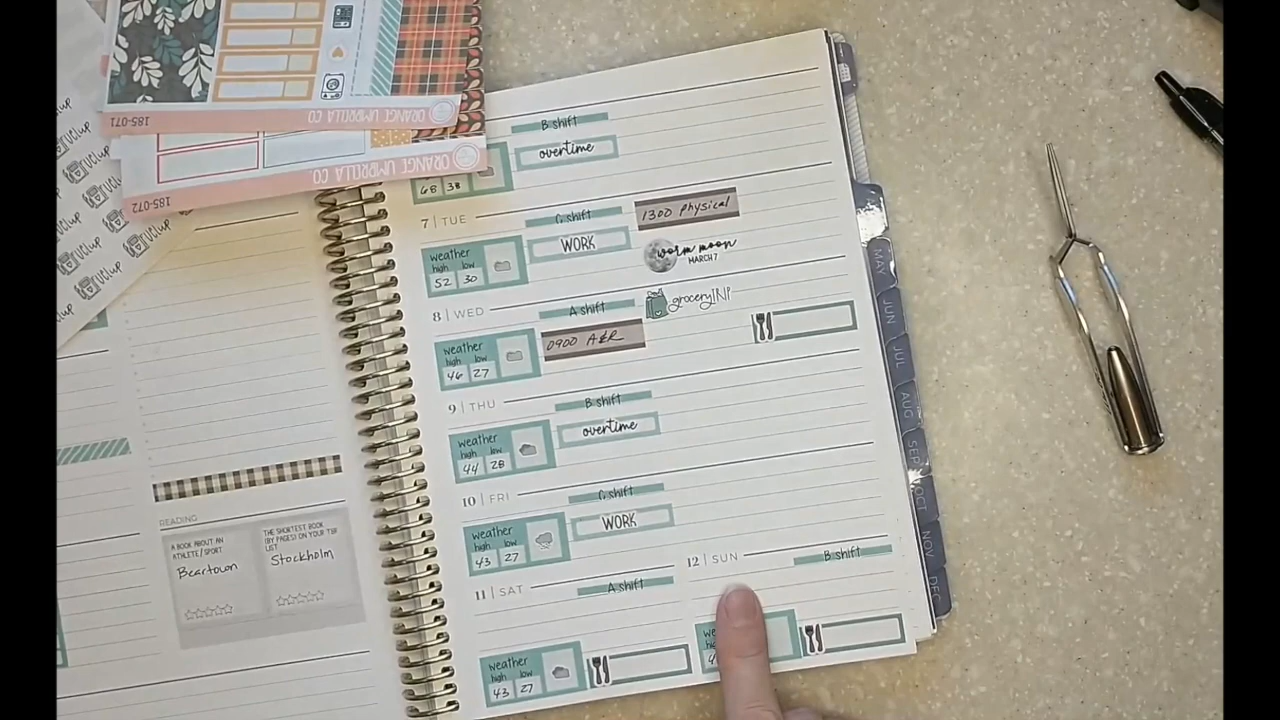 185-071
ORANGE UMBRELLA CO
185-072
ORANGE UMBRELLA CO
UCLUP
B shift
overtime
68 38
7 | TUE
C shift
1300 Physical
weather
high low
52 30
WORK
worm moon
MARCH 7
8 | WED
A shift
weather
high low
46 27
0900 A&R
9 | THU
B shift
weather
high low
44 28
overtime
10 | FRI
C shift
weather
high low
43 27
WORK
11 | SAT
A shift
weather
high low
43 27
12 | SUN
B shift
READING
A BOOK ABOUT AN
ATHLETE/SPORT
Beartown
THE SHORTEST BOOK
(BY PAGES) ON YOUR TBR
LIST
Stockholm
MAY
JUN
JUL
AUG
SEP
OCT
NOV
DEC